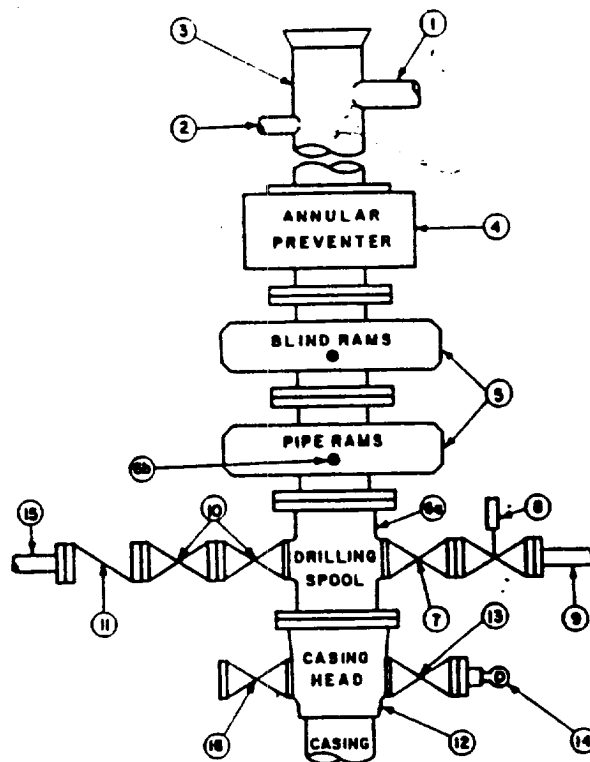 1
3
2
ANNULAR
PREVENTER
4
BLIND RAMS
5
PIPE RAMS
6b
6a
8
15
10
DRILLING
SPOOL
11
7
9
13
CASING
HEAD
16
12
14
CASING